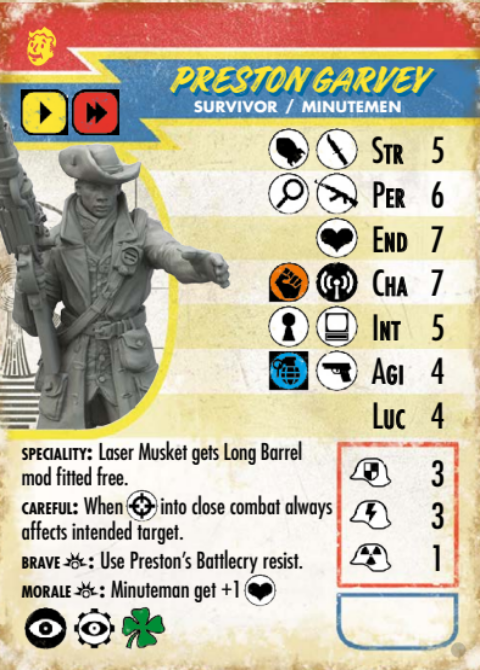 PRESTON GARVEY
SURVIVOR / MINUTEMEN
STR 5
PER 6
END 7
CHA 7
INT 5
AGI 4
LUC 4
SPECIALITY: Laser Musket gets Long Barrel
mod fitted free.
CAREFUL: When into close combat always
affects intended target.
BRAVE : Use Preston's Battlecry resist.
MORALE : Minuteman get +1
3
3
1